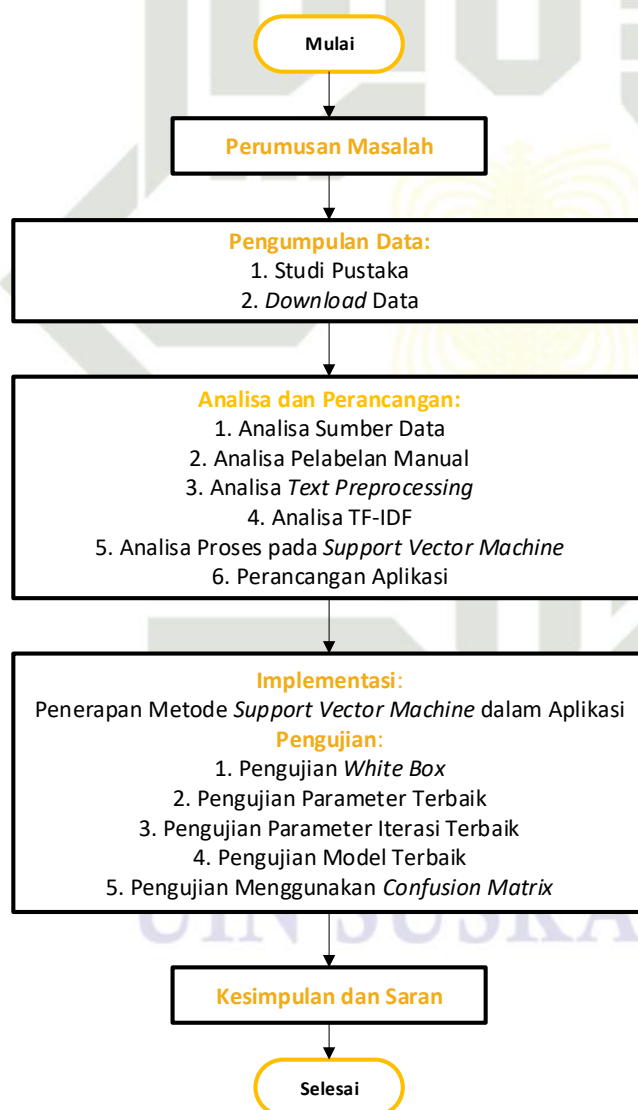 Mulai
Perumusan Masalah
Pengumpulan Data:
1. Studi Pustaka
2. Download Data
Analisa dan Perancangan:
1. Analisa Sumber Data
2. Analisa Pelabelan Manual
3. Analisa Text Preprocessing
4. Analisa TF-IDF
5. Analisa Proses pada Support Vector Machine
6. Perancangan Aplikasi
Implementasi:
Penerapan Metode Support Vector Machine dalam Aplikasi
Pengujian:
1. Pengujian White Box
2. Pengujian Parameter Terbaik
3. Pengujian Parameter Iterasi Terbaik
4. Pengujian Model Terbaik
5. Pengujian Menggunakan Confusion Matrix
UIN SUSKA
Kesimpulan dan Saran
Selesai